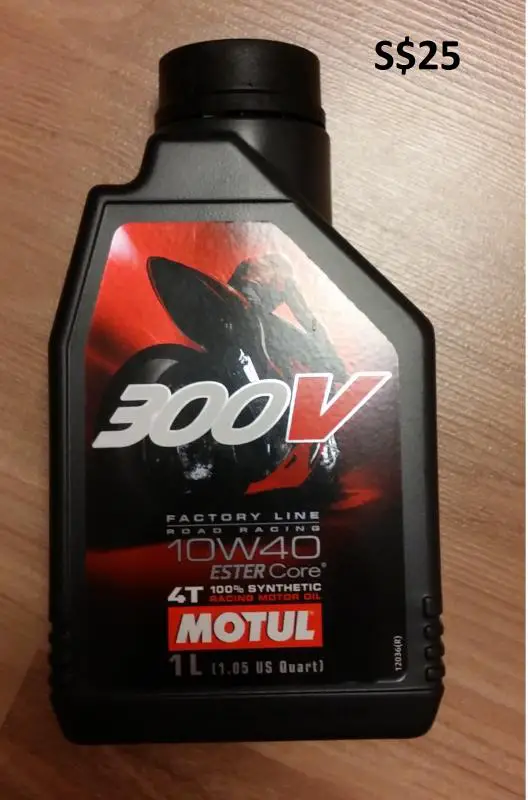 S$25
300V
FACTORY LINE
ROAD RACING
10W40
ESTER Core®
4T 100% SYNTHETIC
RACING MOTOR OIL
MOTUL
1L (1.05 US Quart)
12036(R)